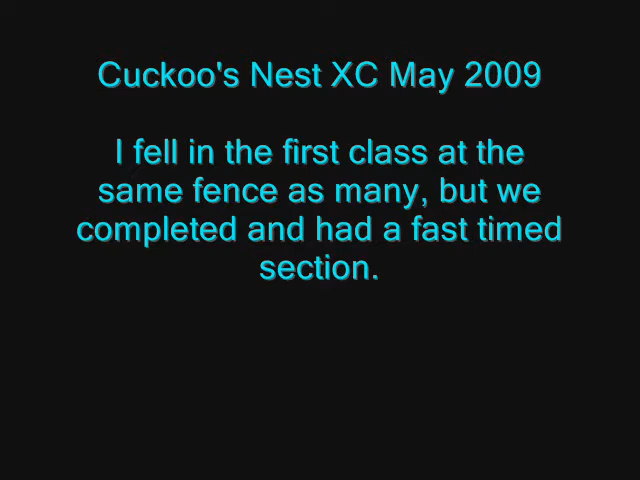 Cuckoo's Nest XC May 2009
I fell in the first class at the
same fence as many, but we
completed and had a fast timed
section.